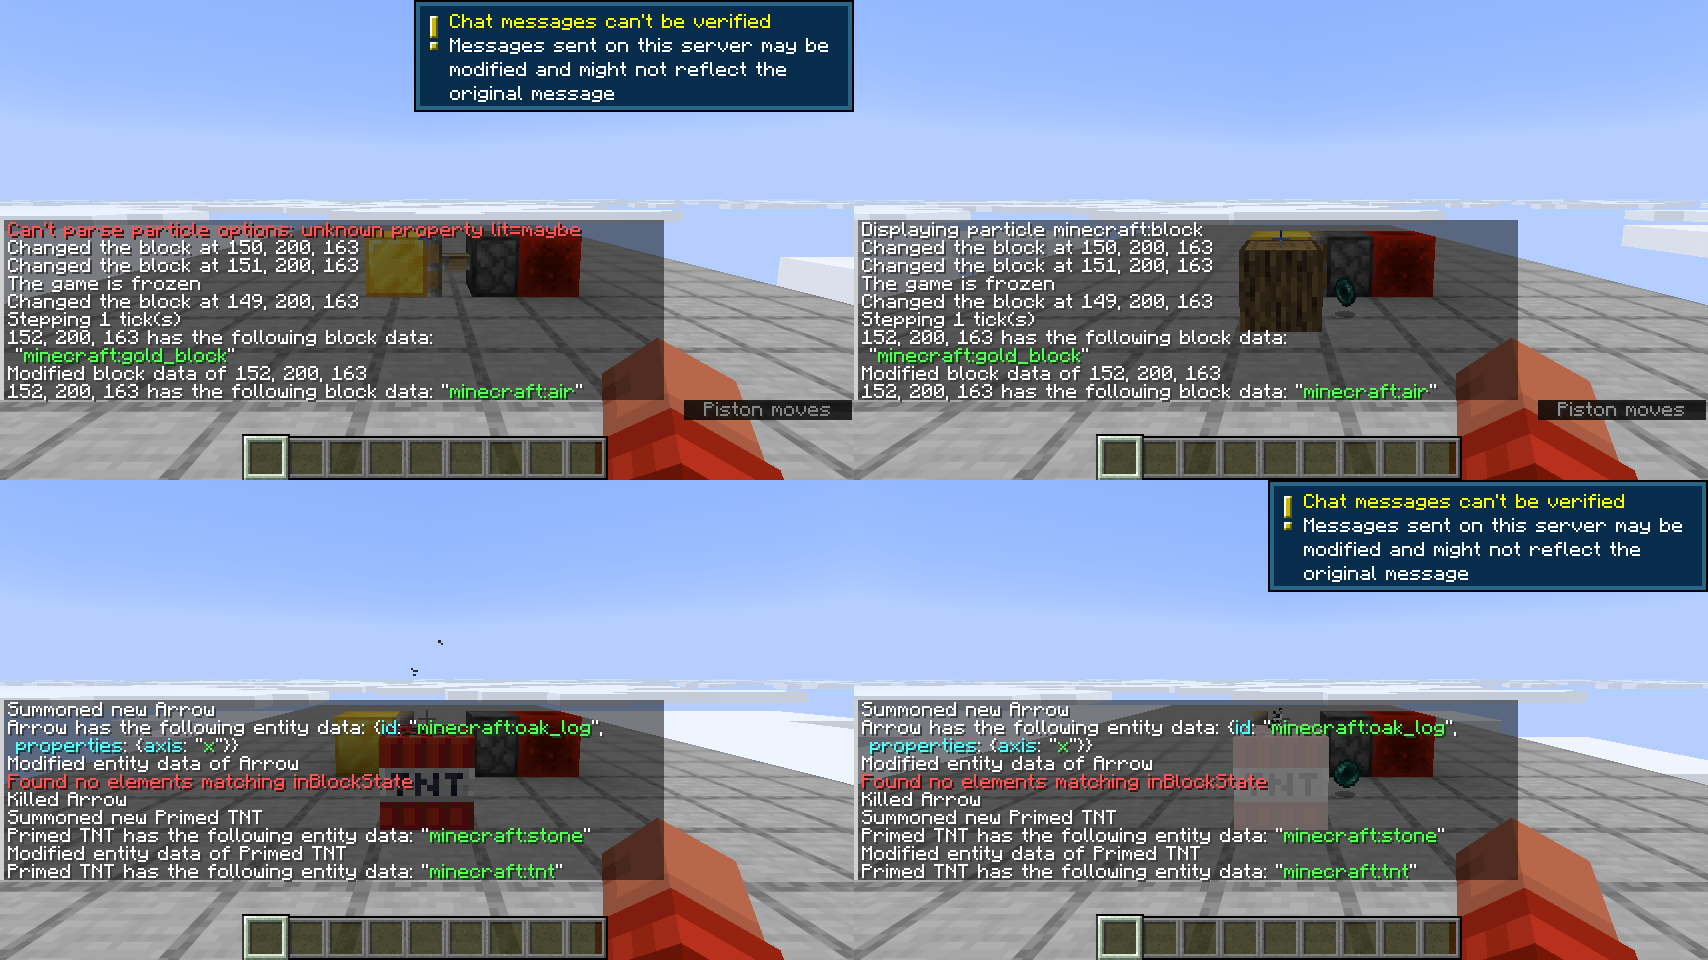 Chat messages can't be verified
Messages sent on this server may be
modified and might not reflect the
original message
Can't parse particle options: unknown property lit=maybe
Changed the block at 150, 200, 163
Changed the block at 151, 200, 163
The game is frozen
Changed the block at 149, 200, 163
Stepping 1 tick(s)
152, 200, 163 has the following block data:
"minecraft:gold_block"
Modified block data of 152, 200, 163
152, 200, 163 has the following block data: "minecraft:air"
Piston moves
Displaying particle minecraft:block
Changed the block at 150, 200, 163
Changed the block at 151, 200, 163
The game is frozen
Changed the block at 149, 200, 163
Stepping 1 tick(s)
152, 200, 163 has the following block data:
"minecraft:gold_block"
Modified block data of 152, 200, 163
152, 200, 163 has the following block data: "minecraft:air"
Piston moves
Summoned new Arrow
Arrow has the following entity data: {id: "minecraft:oak_log",
properties: {axis: "x"}}
Modified entity data of Arrow
Found no elements matching inBlockState
Killed Arrow
Summoned new Primed TNT
Primed TNT has the following entity data: "minecraft:stone"
Modified entity data of Primed TNT
Primed TNT has the following entity data: "minecraft:tnt"
TNT
Chat messages can't be verified
Messages sent on this server may be
modified and might not reflect the
original message
Summoned new Arrow
Arrow has the following entity data: {id: "minecraft:oak_log",
properties: {axis: "x"}}
Modified entity data of Arrow
Found no elements matching inBlockState
Killed Arrow
Summoned new Primed TNT
Primed TNT has the following entity data: "minecraft:stone"
Modified entity data of Primed TNT
Primed TNT has the following entity data: "minecraft:tnt"
TNT